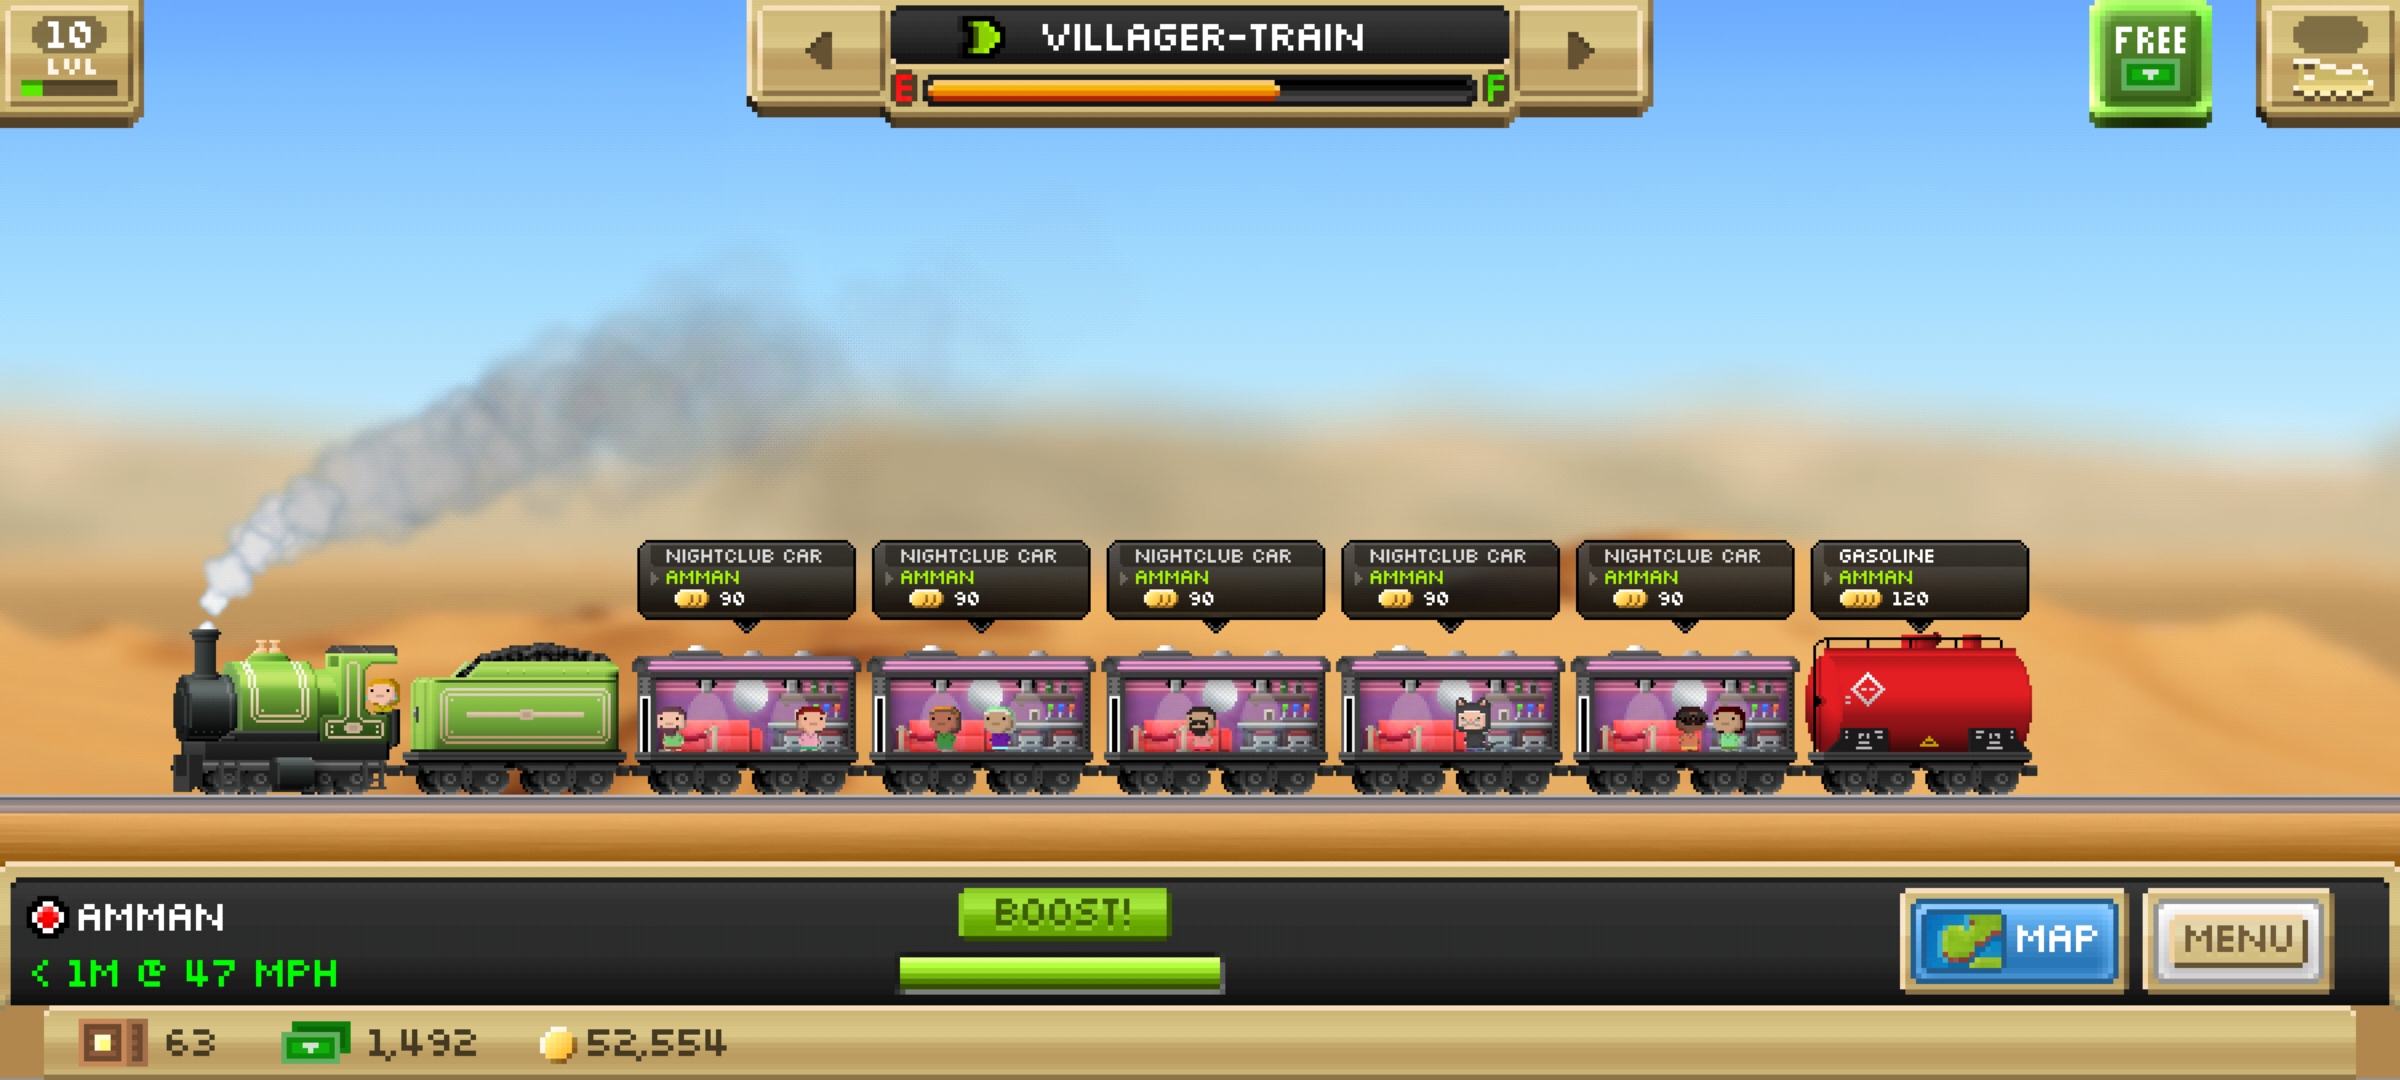 10
LVL
VILLAGER-TRAIN
E
F
FREE
NIGHTCLUB CAR
AMMAN
90
NIGHTCLUB CAR
AMMAN
90
NIGHTCLUB CAR
AMMAN
90
NIGHTCLUB CAR
AMMAN
90
NIGHTCLUB CAR
AMMAN
90
GASOLINE
AMMAN
120
AMMAN
< 1M @ 47 MPH
BOOST!
MAP
MENU
63
1,492
52,554